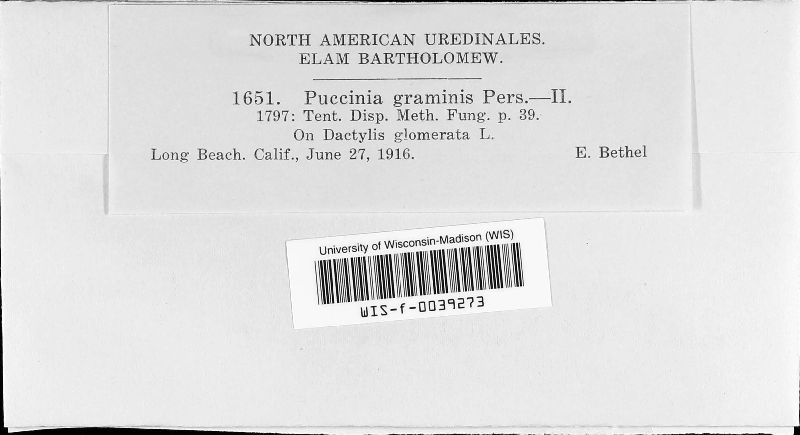 NORTH AMERICAN UREDINALES.
ELAM BARTHOLOMEW.
1651. Puccinia graminis Pers.—II.
1797: Tent. Disp. Meth. Fung. p. 39.
On Dactylis glomerata L.
Long Beach. Calif., June 27, 1916. E. Bethel
University of Wisconsin-Madison (WIS)
WIS-f-0039273